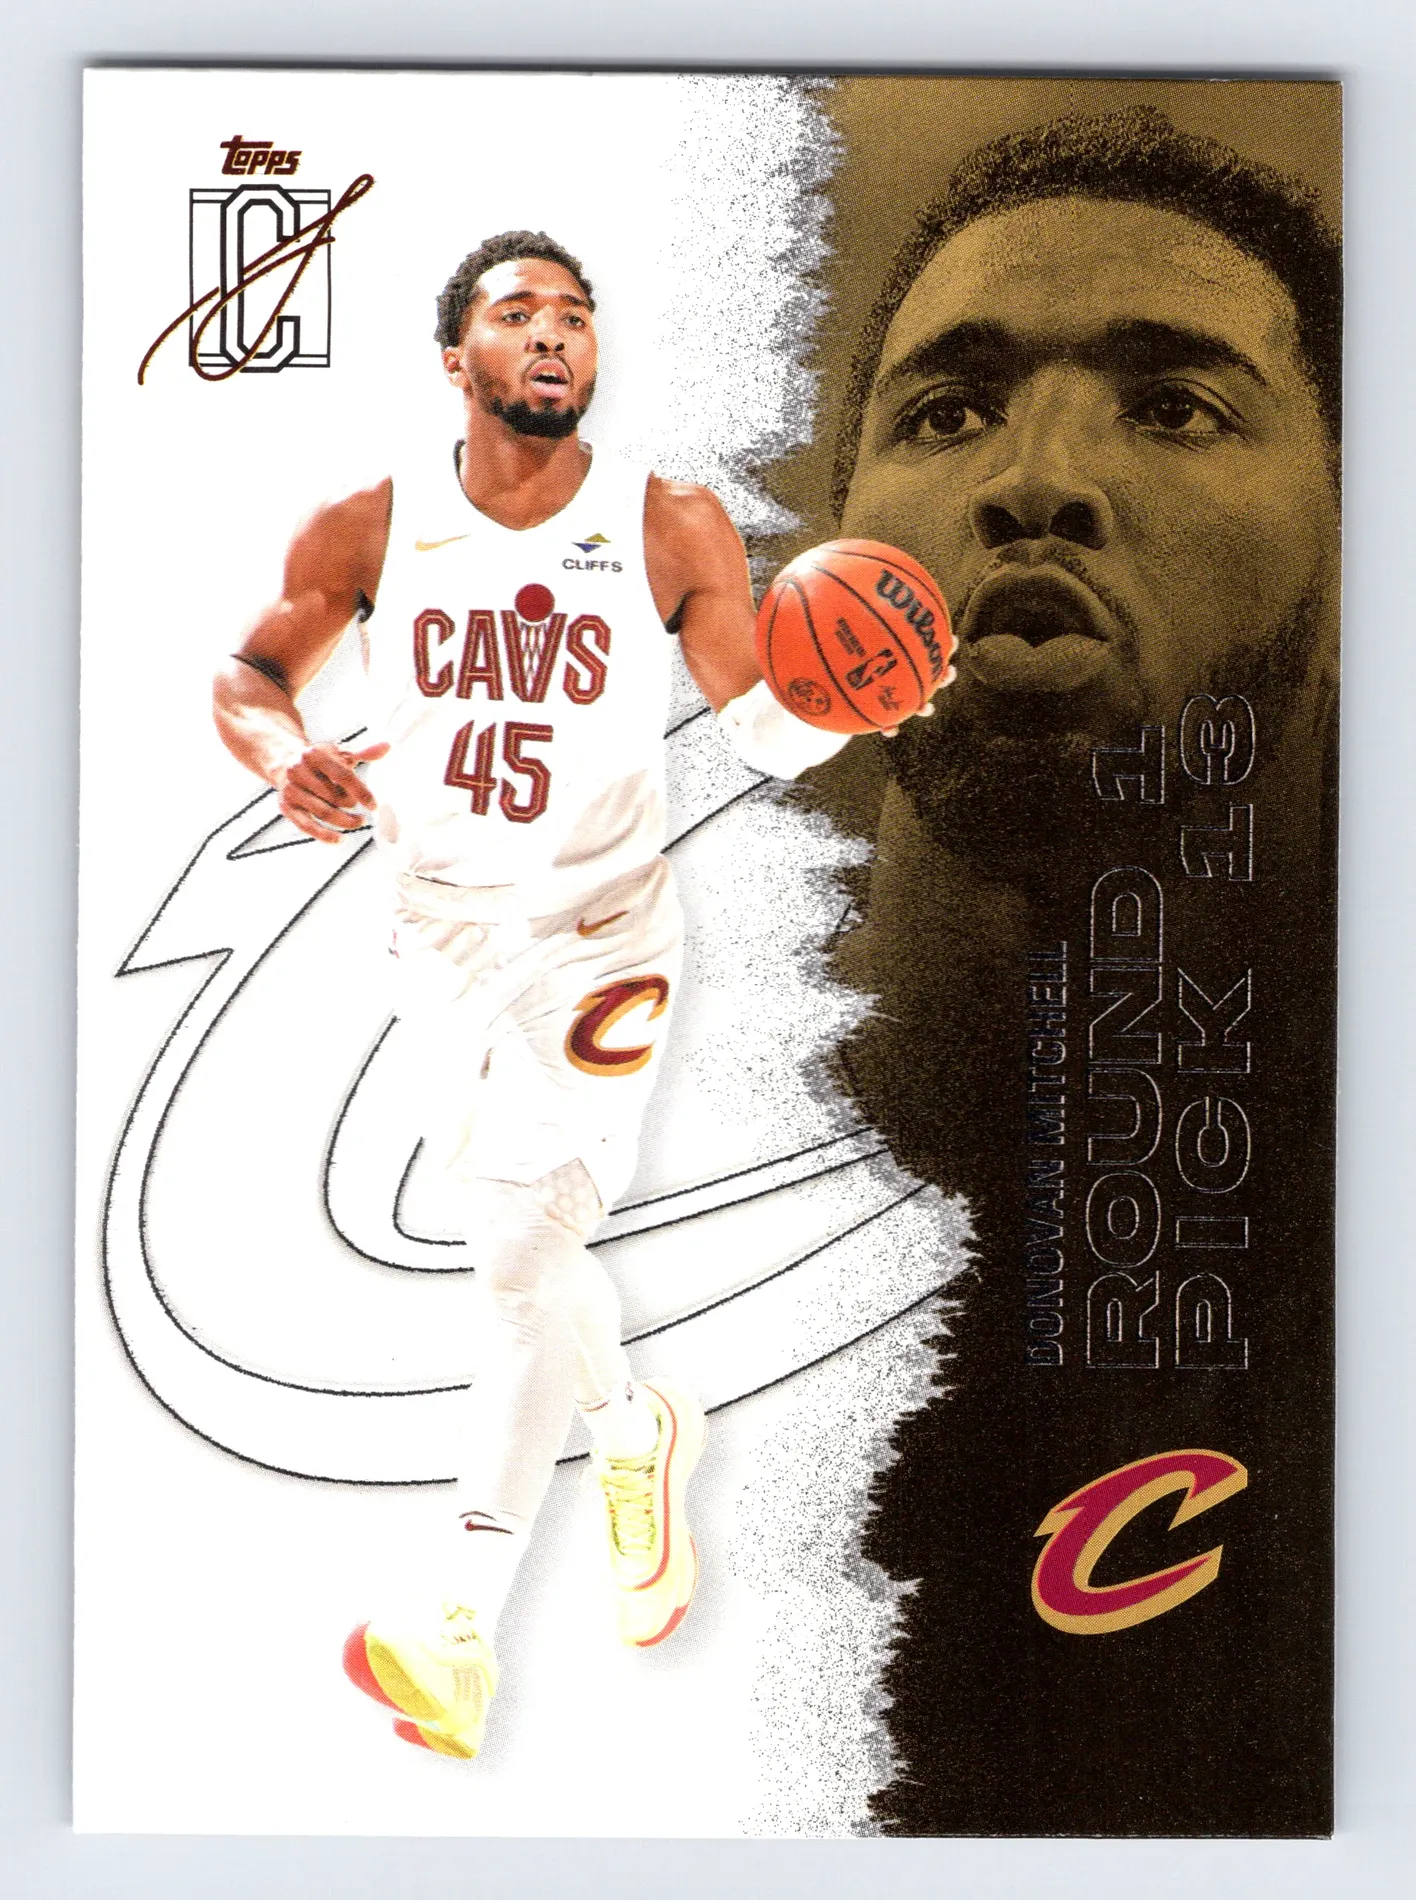 Topps
C
CLIFFS
CAVS
45
Wilson
DONOVAN MITCHELL
ROUND 1
PICK 13